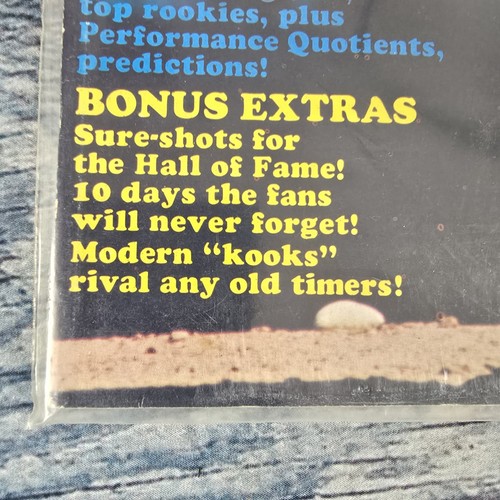 top rookies, plus
Performance Quotients,
predictions!
BONUS EXTRAS
Sure-shots for
the Hall of Fame!
10 days the fans
will never forget!
Modern “kooks”
rival any old timers!